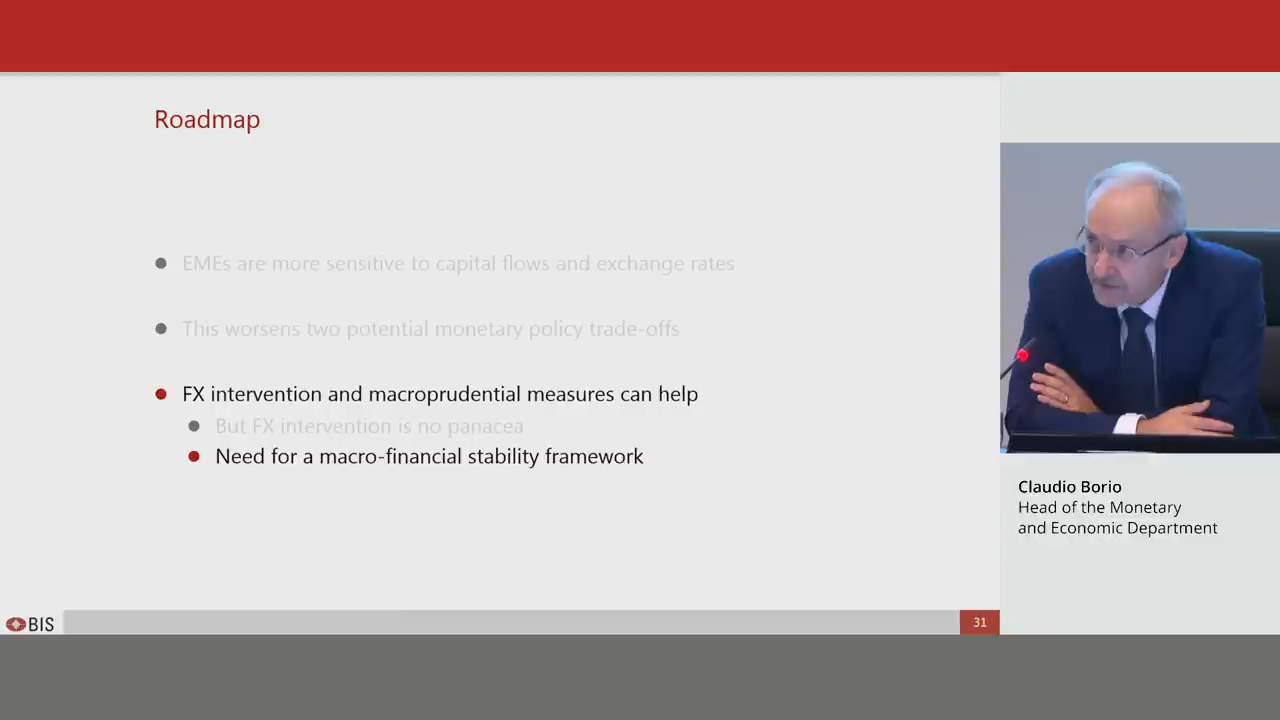 Roadmap
EMEs are more sensitive to capital flows and exchange rates
This worsens two potential monetary policy trade-offs
FX intervention and macroprudential measures can help
But FX intervention is no panacea
Need for a macro-financial stability framework
Claudio Borio
Head of the Monetary
and Economic Department
BIS
31